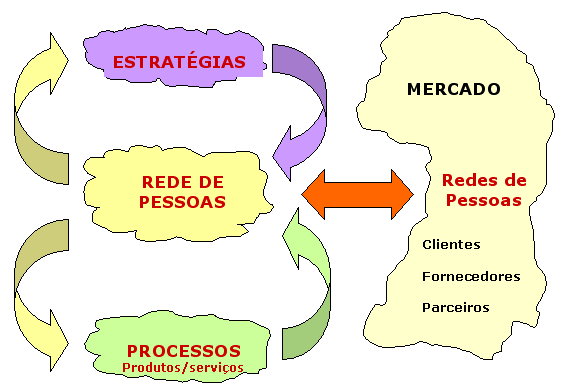 ESTRATÉGIAS
REDE DE
PESSOAS
PROCESSOS
Produtos/serviços
MERCADO
Redes de
Pessoas
Clientes
Fornecedores
Parceiros